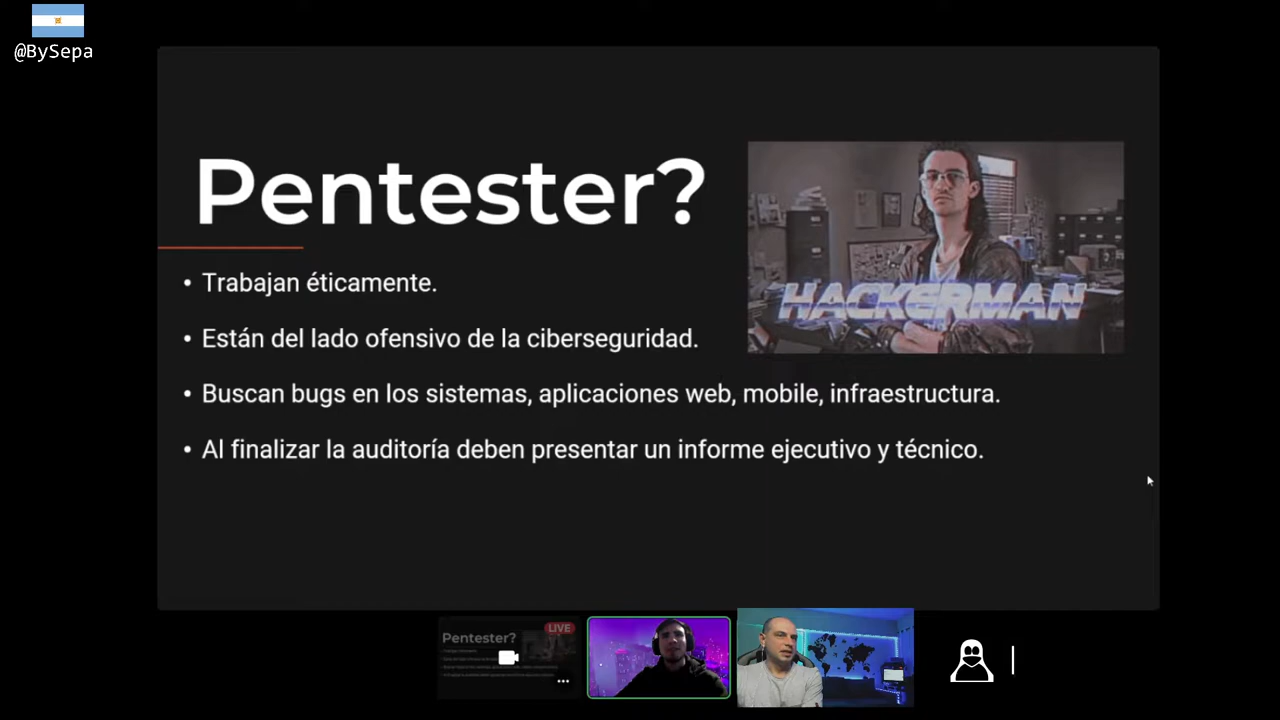 @BySepa
Pentester?
HACKERMAN
• Trabajan éticamente.
• Están del lado ofensivo de la ciberseguridad.
• Buscan bugs en los sistemas, aplicaciones web, mobile, infraestructura.
• Al finalizar la auditoría deben presentar un informe ejecutivo y técnico.
LIVE
Pentester?